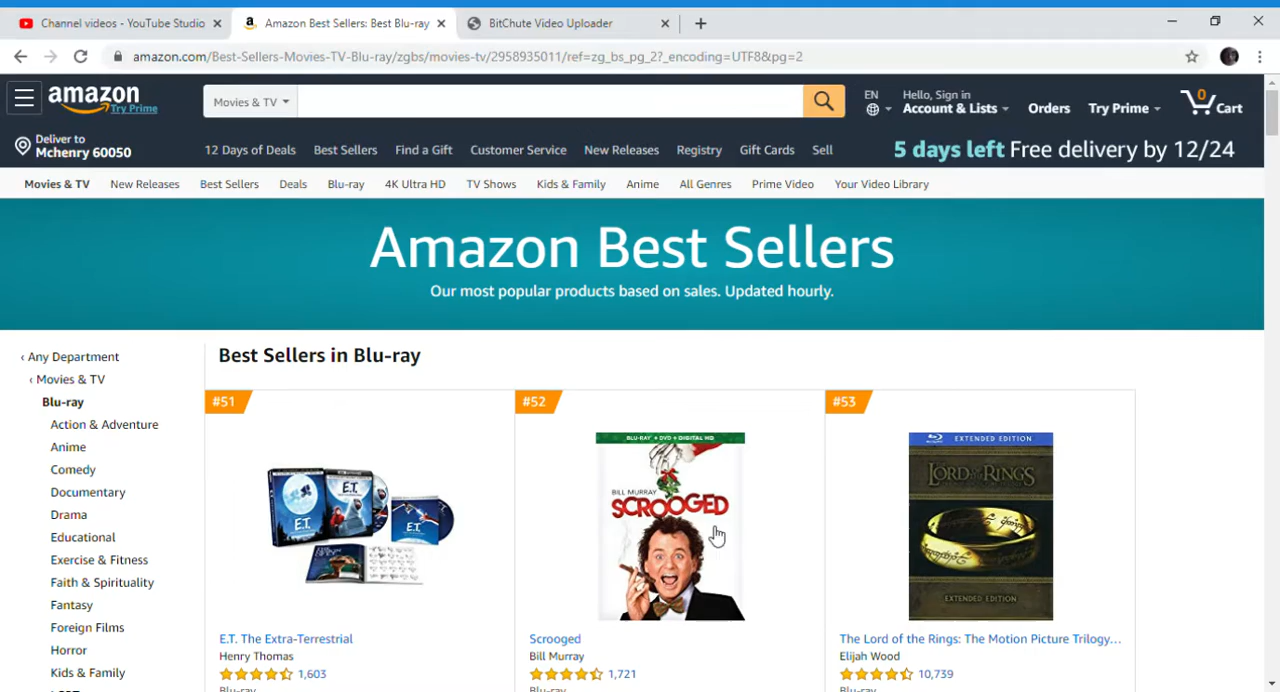 Channel videos - YouTube Studio
Amazon Best Sellers: Best Blu-ray
BitChute Video Uploader
amazon.com/Best-Sellers-Movies-TV-Blu-ray/zgbs/movies-tv/2958935011/ref=zg_bs_pg_2?_encoding=UTF8&pg=2
amazon
Try Prime
Movies & TV
EN
Hello, Sign in
Account & Lists
Orders
Try Prime
0
Cart
Deliver to
Mchenry 60050
12 Days of Deals Best Sellers Find a Gift Customer Service New Releases Registry Gift Cards Sell
5 days left Free delivery by 12/24
Movies & TV New Releases Best Sellers Deals Blu-ray 4K Ultra HD TV Shows Kids & Family Anime All Genres Prime Video Your Video Library
Amazon Best Sellers
Our most popular products based on sales. Updated hourly.
‹ Any Department
‹ Movies & TV
Blu-ray
Action & Adventure
Anime
Comedy
Documentary
Drama
Educational
Exercise & Fitness
Faith & Spirituality
Fantasy
Foreign Films
Horror
Kids & Family
Best Sellers in Blu-ray
#51
E.T.
E.T.
E.T.
E.T. The Extra-Terrestrial
Henry Thomas
1,603
Blu-ray
#52
BLU-RAY + DVD + DIGITAL HD
BILL MURRAY
SCROOGED
Scrooged
Bill Murray
1,721
Blu-ray
#53
EXTENDED EDITION
THE LORD OF THE RINGS
EXTENDED EDITION
The Lord of the Rings: The Motion Picture Trilogy...
Elijah Wood
10,739
Blu-ray